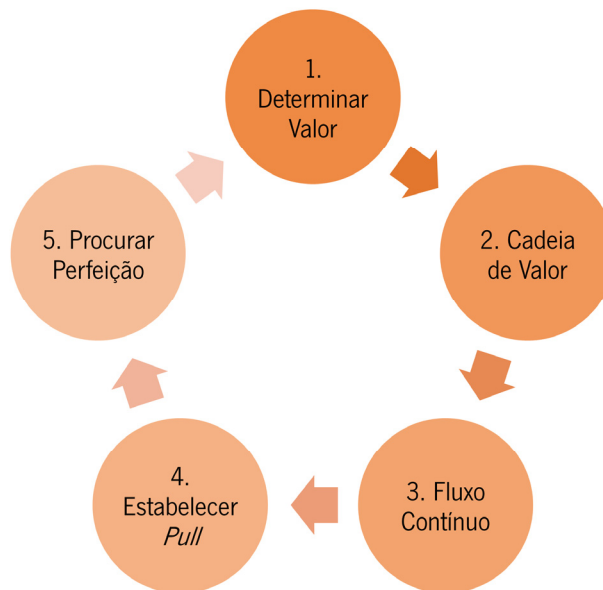 1.
Determinar
Valor
2. Cadeia
de Valor
3. Fluxo
Contínuo
4.
Estabelecer
Pull
5. Procurar
Perfeição